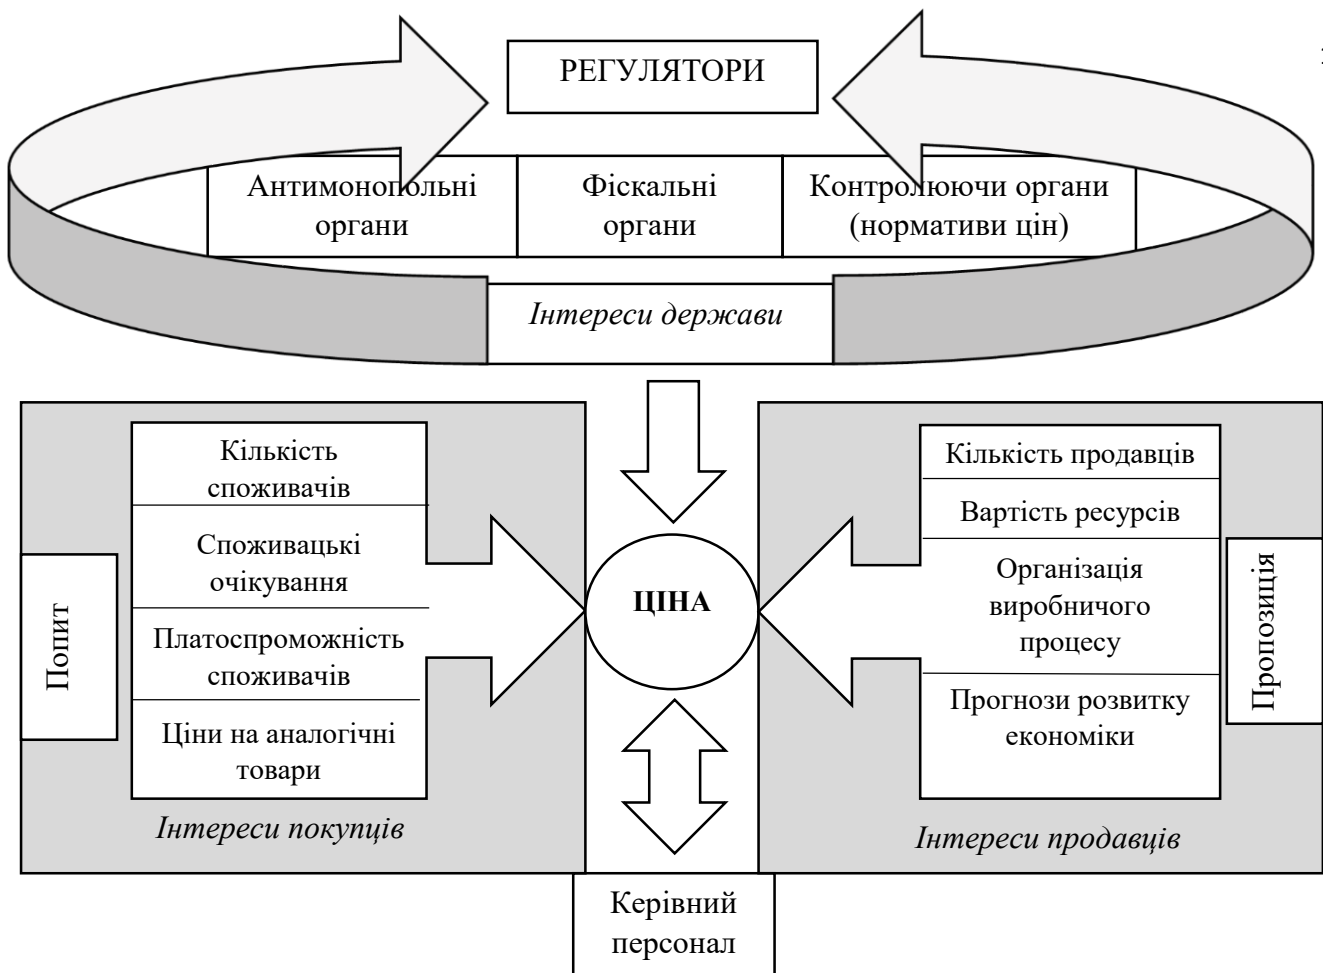 РЕГУЛЯТОРИ
Антимонопольні
органи
Фіскальні
органи
Контролюючи органи
(нормативи цін)
Інтереси держави
Попит
Кількість
споживачів
Споживацькі
очікування
Платоспроможність
споживачів
Ціни на аналогічні
товари
Інтереси покупців
ЦІНА
Кількість продавців
Вартість ресурсів
Організація
виробничого
процесу
Прогнози розвитку
економіки
Пропозиція
Інтереси продавців
Керівний
персонал